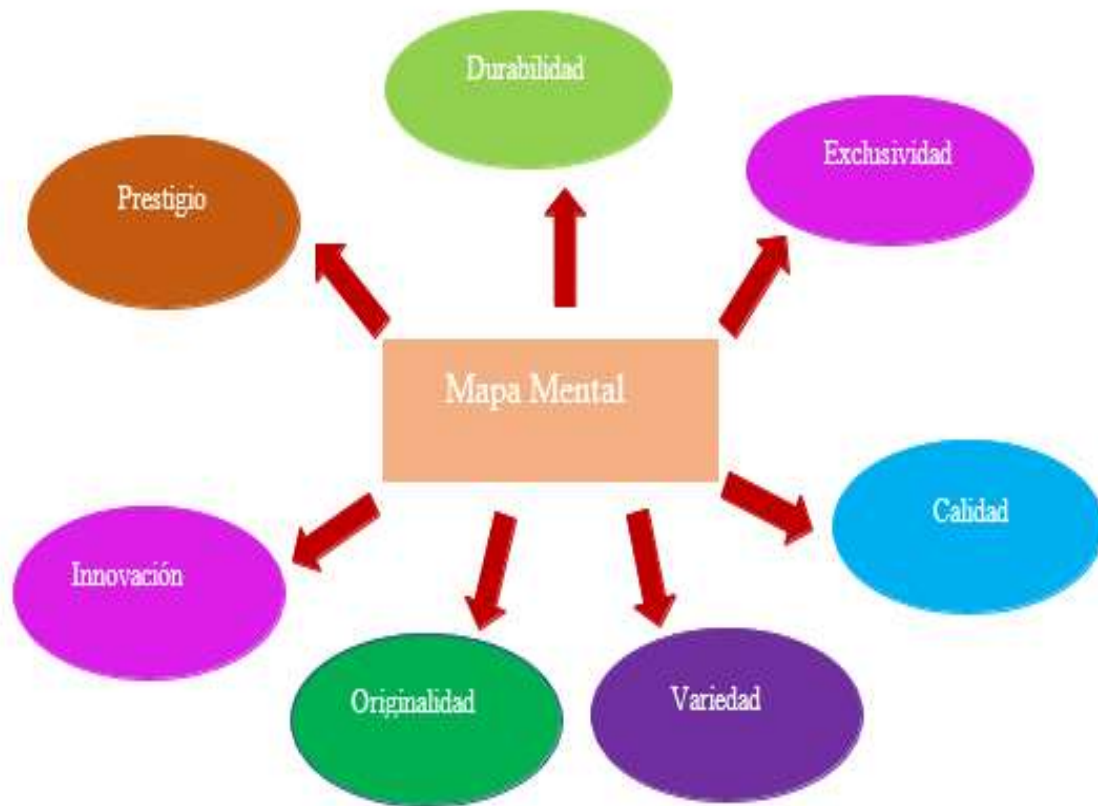 Durabilidad
Exclusividad
Prestigio
Mapa Mental
Calidad
Innovación
Originalidad
Variedad